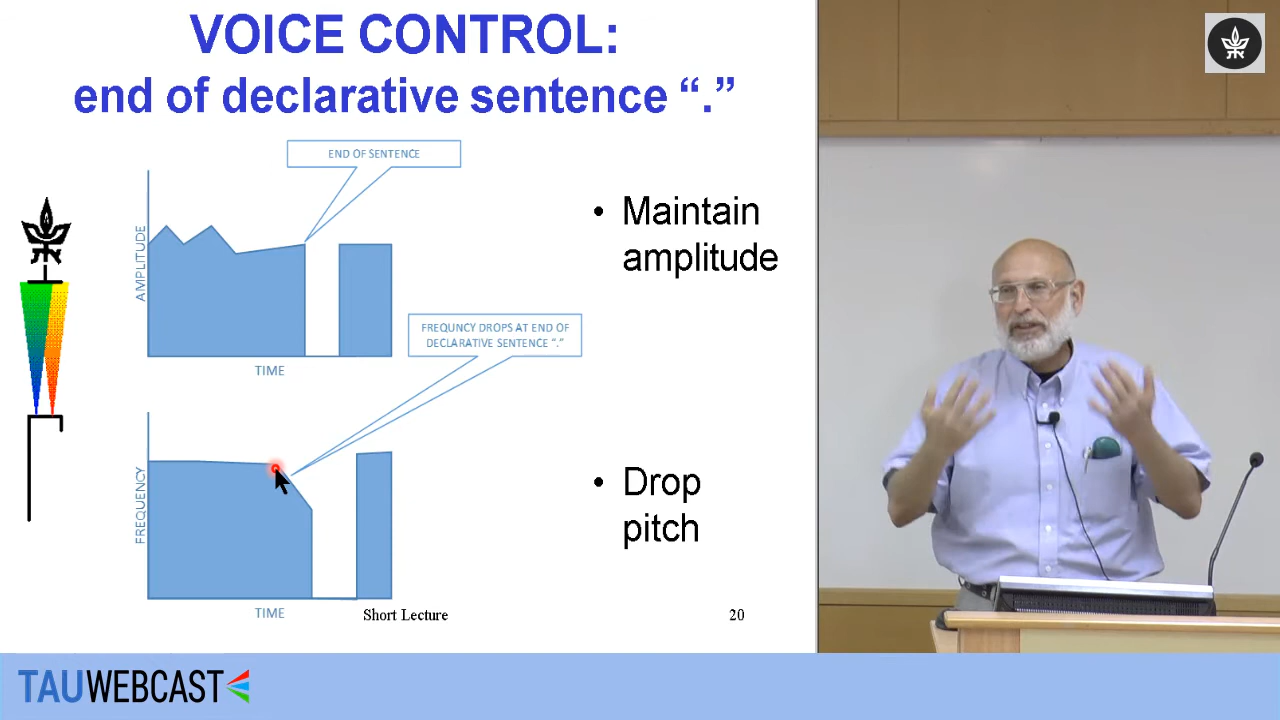 VOICE CONTROL:
end of declarative sentence “.”
END OF SENTENCE
AMPLITUDE
TIME
• Maintain
amplitude
FREQUNCY DROPS AT END OF
DECLARATIVE SENTENCE “.”
FREQUENCY
TIME
• Drop
pitch
Short Lecture
20
TAUWEBCAST